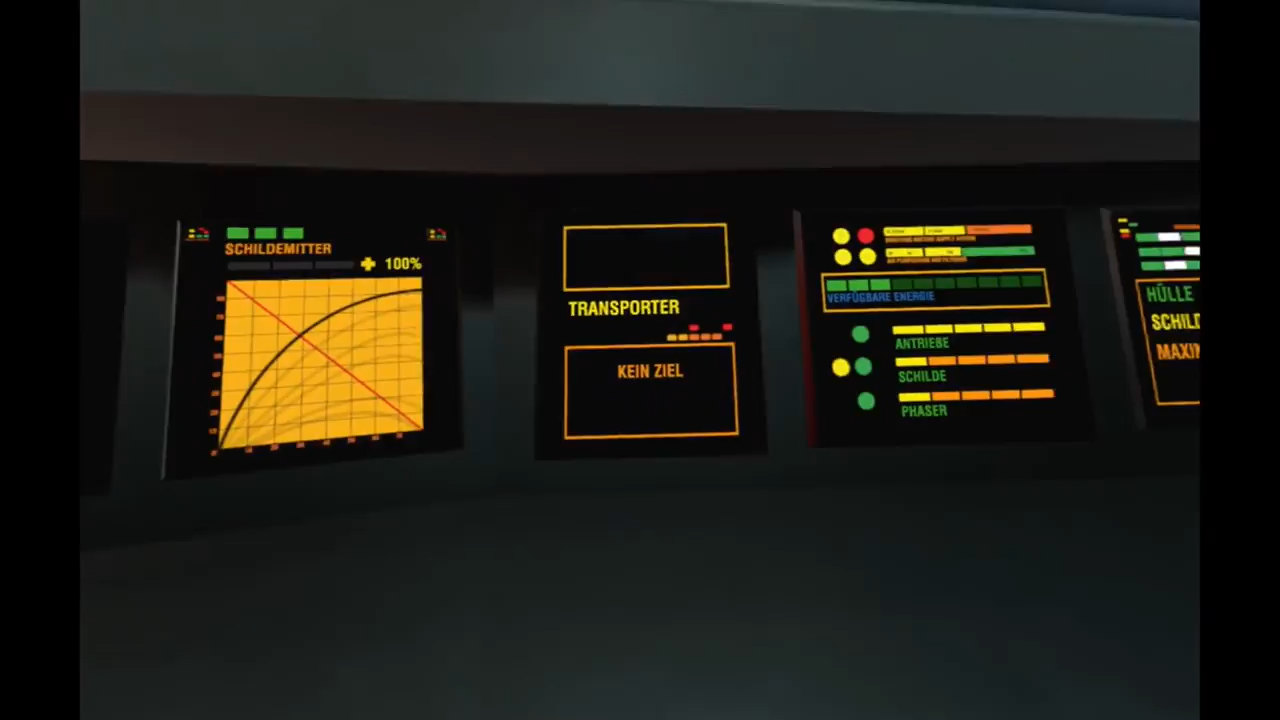 SCHILDEMITTER
100%
TRANSPORTER
KEIN ZIEL
VERFÜGBARE ENERGIE
ANTRIEBE
SCHILDE
PHASER
HÜLLE
SCHILD
MAXIM